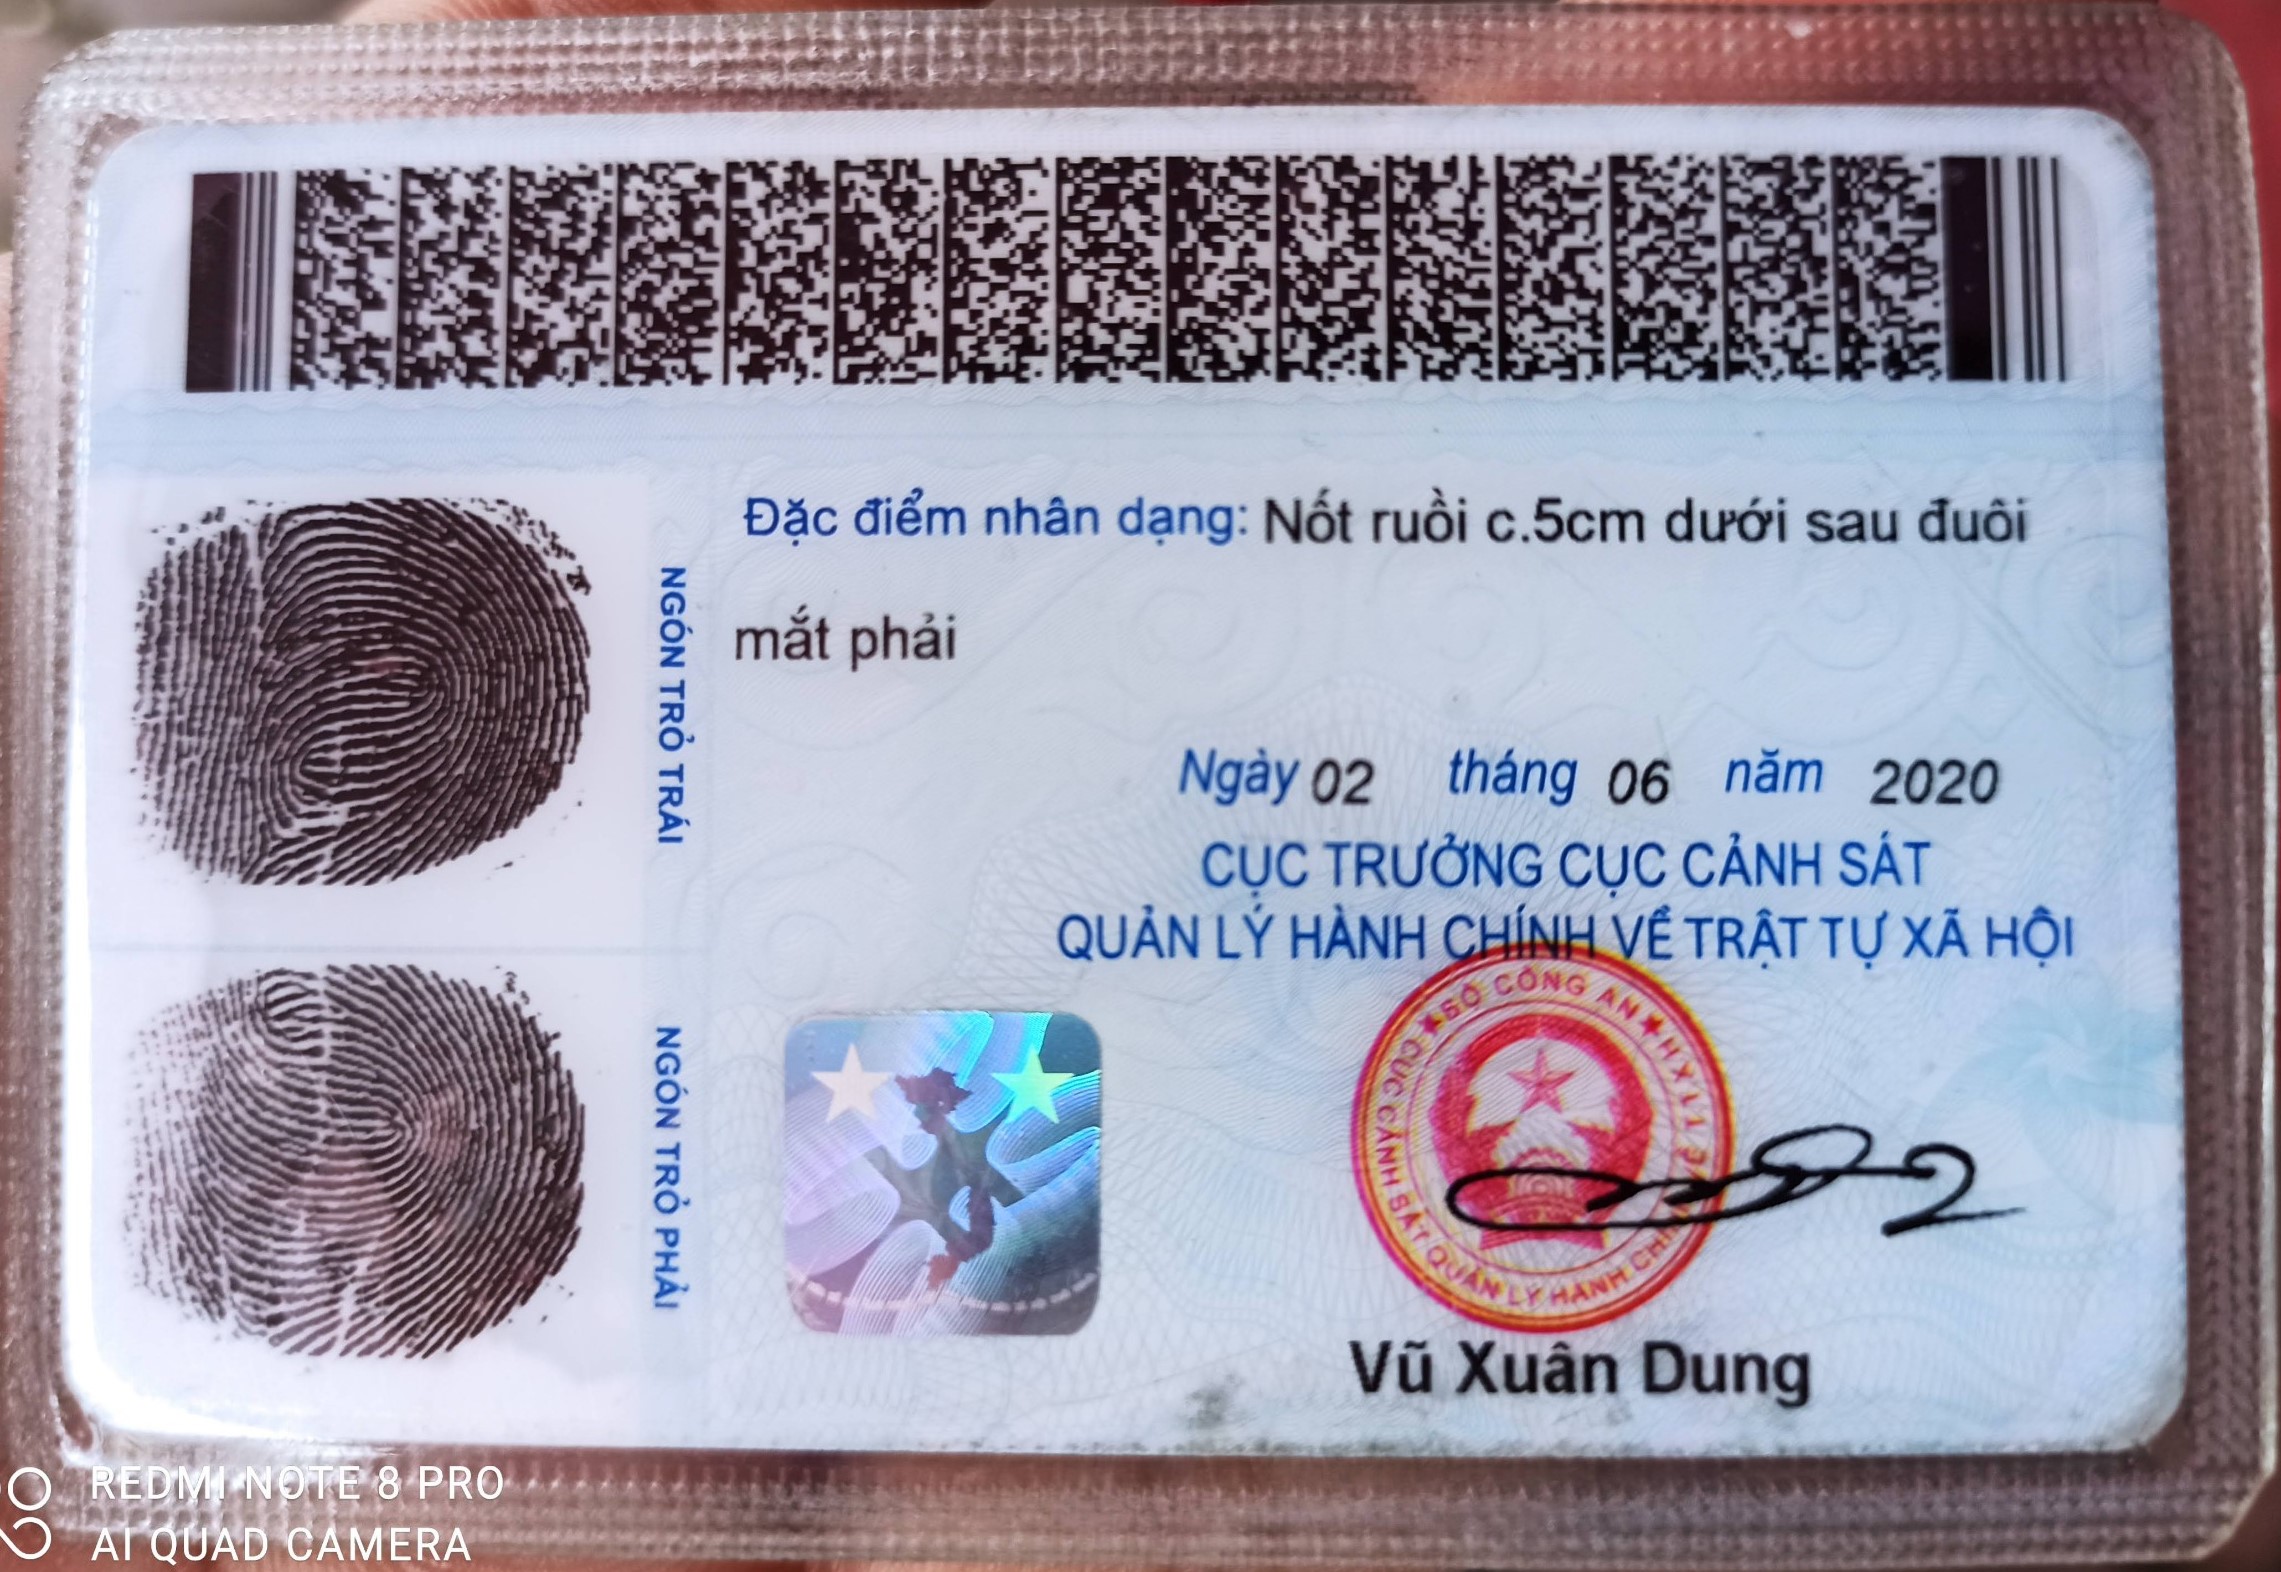 Đặc điểm nhân dạng: Nốt ruồi c.5cm dưới sau đuôi
mắt phải
NGÓN TRỎ TRÁI
Ngày 02 tháng 06 năm 2020
CỤC TRƯỞNG CỤC CẢNH SÁT
QUẢN LÝ HÀNH CHÍNH VỀ TRẬT TỰ XÃ HỘI
NGÓN TRỎ PHẢI
BỘ CÔNG AN
CỤC CẢNH SÁT QUẢN LÝ HÀNH CHÍNH
Vũ Xuân Dung
REDMI NOTE 8 PRO
AI QUAD CAMERA